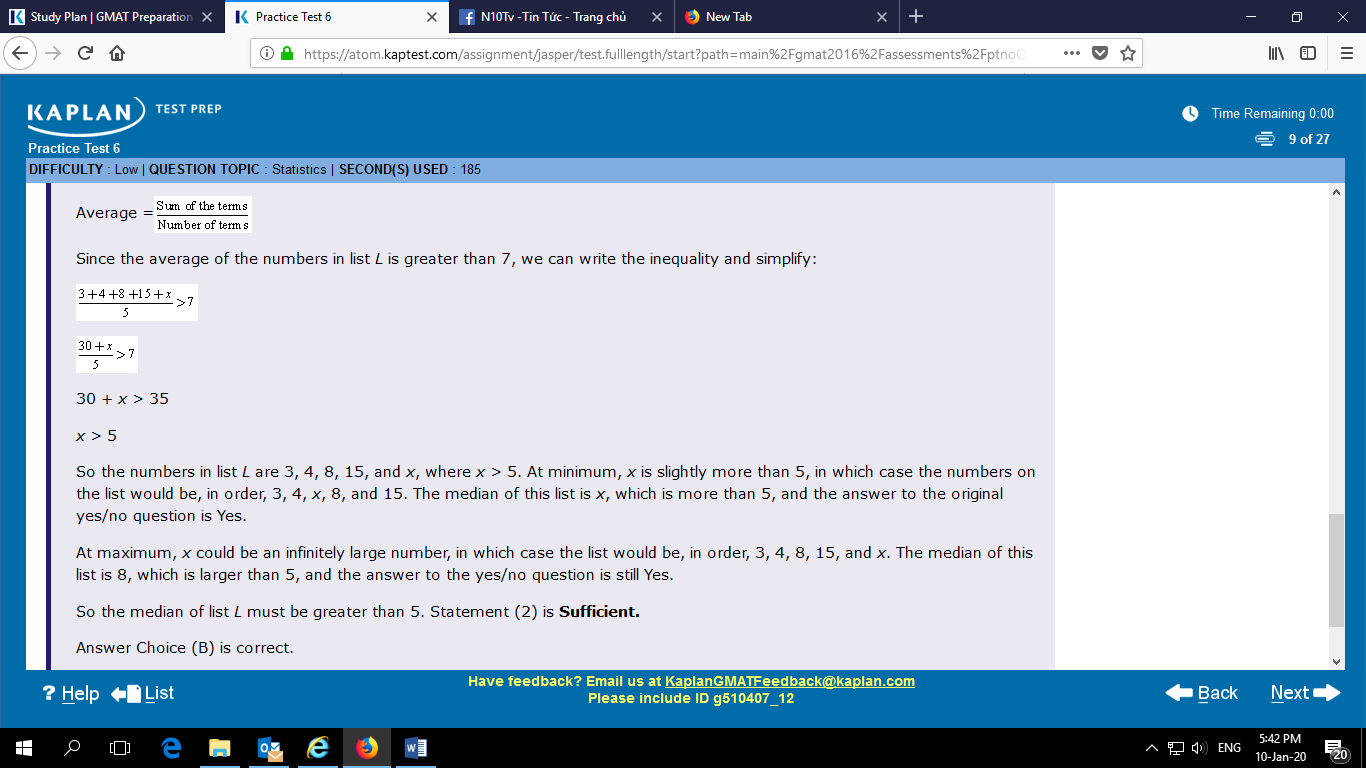 Study Plan | GMAT Preparation
Practice Test 6
N10Tv -Tin Tức - Trang chủ
New Tab
https://atom.kaptest.com/assignment/jasper/test.fulllength/start?path=main%2Fgmat2016%2Fassessments%2Fptno
KAPLAN TEST PREP
Time Remaining 0:00
Practice Test 6
9 of 27
DIFFICULTY : Low | QUESTION TOPIC : Statistics | SECOND(S) USED : 185
Average = Sum of the terms
Number of terms
Since the average of the numbers in list L is greater than 7, we can write the inequality and simplify:
3 +4 +8 +15 + x
5
>7
30 + x
5
>7
30 + x > 35
x > 5
So the numbers in list L are 3, 4, 8, 15, and x, where x > 5. At minimum, x is slightly more than 5, in which case the numbers on
the list would be, in order, 3, 4, x, 8, and 15. The median of this list is x, which is more than 5, and the answer to the original
yes/no question is Yes.
At maximum, x could be an infinitely large number, in which case the list would be, in order, 3, 4, 8, 15, and x. The median of this
list is 8, which is larger than 5, and the answer to the yes/no question is still Yes.
So the median of list L must be greater than 5. Statement (2) is Sufficient.
Answer Choice (B) is correct.
? Help
List
Have feedback? Email us at KaplanGMATFeedback@kaplan.com
Please include ID g510407_12
Back
Next
ENG
5:42 PM
10-Jan-20
20